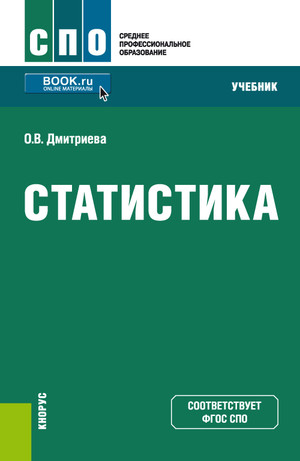 СПО
СРЕДНЕЕ
ПРОФЕССИОНАЛЬНОЕ
ОБРАЗОВАНИЕ
BOOK.ru
ONLINE МАТЕРИАЛЫ
УЧЕБНИК
О.В. Дмитриева
СТАТИСТИКА
КНОРУС
СООТВЕТСТВУЕТ
ФГОС СПО